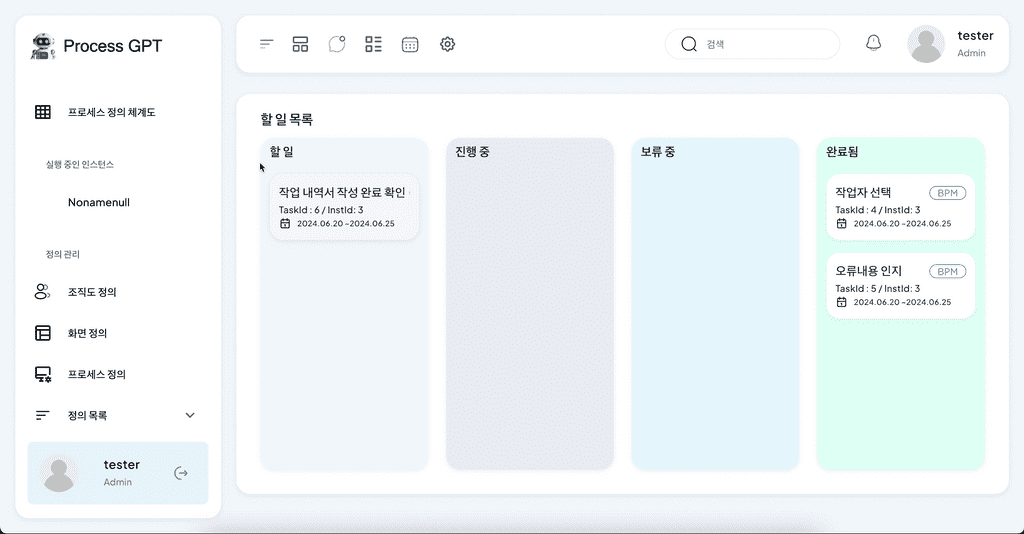 Process GPT
프로세스 정의 체계도
실행 중인 인스턴스
Nonamenull
정의 관리
조직도 정의
화면 정의
프로세스 정의
정의 목록
tester
Admin
검색
tester
Admin
할 일 목록
할 일
작업 내역서 작성 완료 확인
TaskId : 6 / InstId: 3
2024.06.20 ~2024.06.25
진행 중
보류 중
완료됨
작업자 선택 BPM
TaskId : 4 / InstId: 3
2024.06.20 ~2024.06.25
오류내용 인지 BPM
TaskId : 5 / InstId: 3
2024.06.20 ~2024.06.25